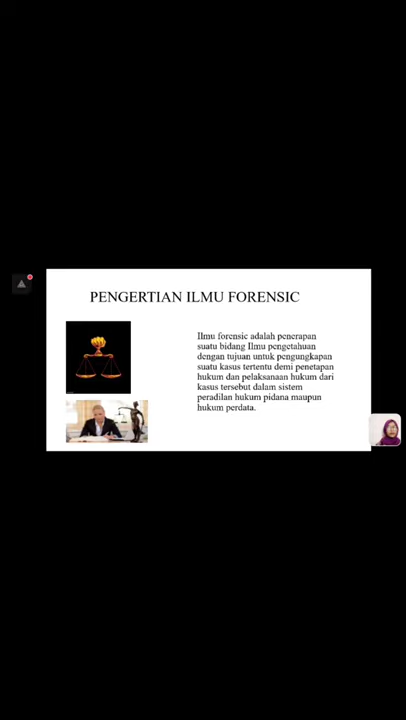 PENGERTIAN ILMU FORENSIC
Ilmu forensic adalah penerapan
suatu bidang Ilmu pengetahuan
dengan tujuan untuk pengungkapan
suatu kasus tertentu demi penetapan
hukum dan pelaksanaan hukum dari
kasus tersebut dalam sistem
peradilan hukum pidana maupun
hukum perdata.